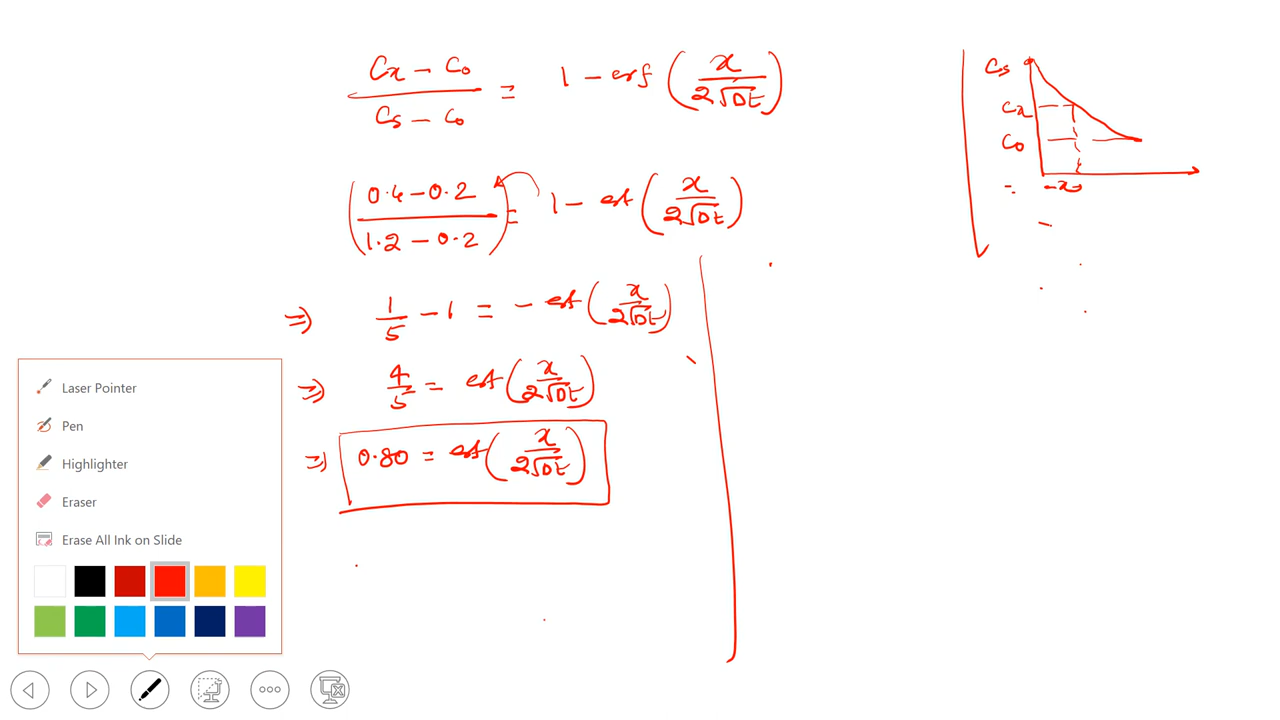 Cx - C0 / Cs - C0 = 1 - erf (x / 2√Dt)
(0.4 - 0.2 / 1.2 - 0.2) = 1 - erf (x / 2√Dt)
⇒ 1/5 - 1 = - erf (x / 2√Dt)
⇒ 4/5 = erf (x / 2√Dt)
⇒ 0.80 = erf (x / 2√Dt)
Cs
Cx
C0
x
Laser Pointer
Pen
Highlighter
Eraser
Erase All Ink on Slide